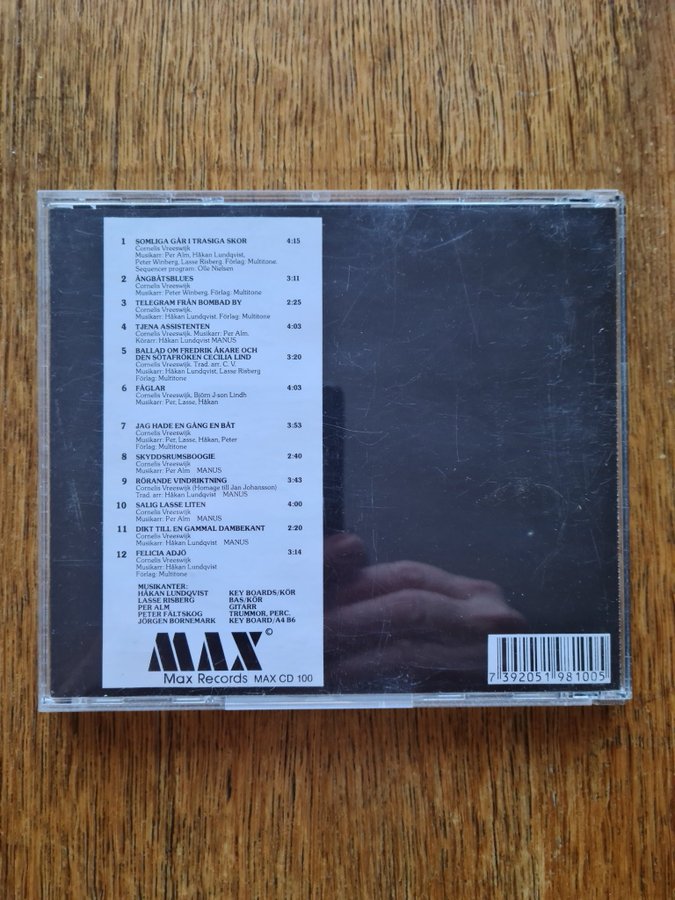 1 SOMLIGA GÅR I TRASIGA SKOR 4:15
Cornelis Vreeswijk
Musikarr: Per Alm, Håkan Lundqvist,
Peter Winberg, Lasse Risberg. Förlag: Multitone.
Sequencer program: Olle Nielsen
2 ÅNGBÅTSBLUES 3:11
Cornelis Vreeswijk
Musikarr: Peter Winberg, Förlag: Multitone
3 TELEGRAM FRÅN BOMBAD BY 2:25
Cornelis Vreeswijk.
Musikarr: Håkan Lundqvist. Förlag: Multitone
4 TJENA ASSISTENTEN 4:03
Cornelis Vreeswijk. Musikarr: Per Alm,
Körarr: Håkan Lundqvist MANUS
5 BALLAD OM FREDRIK ÅKARE OCH
DEN SÖTAFRÖKEN CECILIA LIND 3:20
Cornelis Vreeswijk. Trad. arr. C. V.
Musikarr: Håkan Lundqvist, Lasse Risberg
Förlag: Multitone
6 FÅGLAR 4:03
Cornelis Vreeswijk, Björn J:son Lindh
Musikarr: Per, Lasse, Håkan
7 JAG HADE EN GÅNG EN BÅT 3:53
Cornelis Vreeswijk
Musikarr: Per, Lasse, Håkan, Peter
Förlag: Multitone
8 SKYDDSRUMSBOOGIE 2:40
Cornelis Vreeswijk
Musikarr: Per Alm MANUS
9 RÖRANDE VINDRIKTNING 3:43
Cornelis Vreeswijk (Homage till Jan Johansson)
Trad. arr: Håkan Lundqvist MANUS
10 SALIG LASSE LITEN 4:00
Cornelis Vreeswijk
Musikarr: Per Alm MANUS
11 DIKT TILL EN GAMMAL DAMBEKANT 2:20
Cornelis Vreeswijk
Musikarr: Håkan Lundqvist MANUS
12 FELICIA ADJÖ 3:14
Cornelis Vreeswijk
Musikarr: Håkan Lundqvist
Förlag: Multitone
MUSIKANTER:
HÅKAN LUNDQVIST KEY BOARDS/KÖR
LASSE RISBERG BAS/KÖR
PER ALM GITARR
PETER FÄLTSKOG TRUMMOR, PERC.
JÖRGEN BORNEMARK KEY BOARD/A4 B6
MAX ©
Max Records MAX CD 100
7 392051 981005